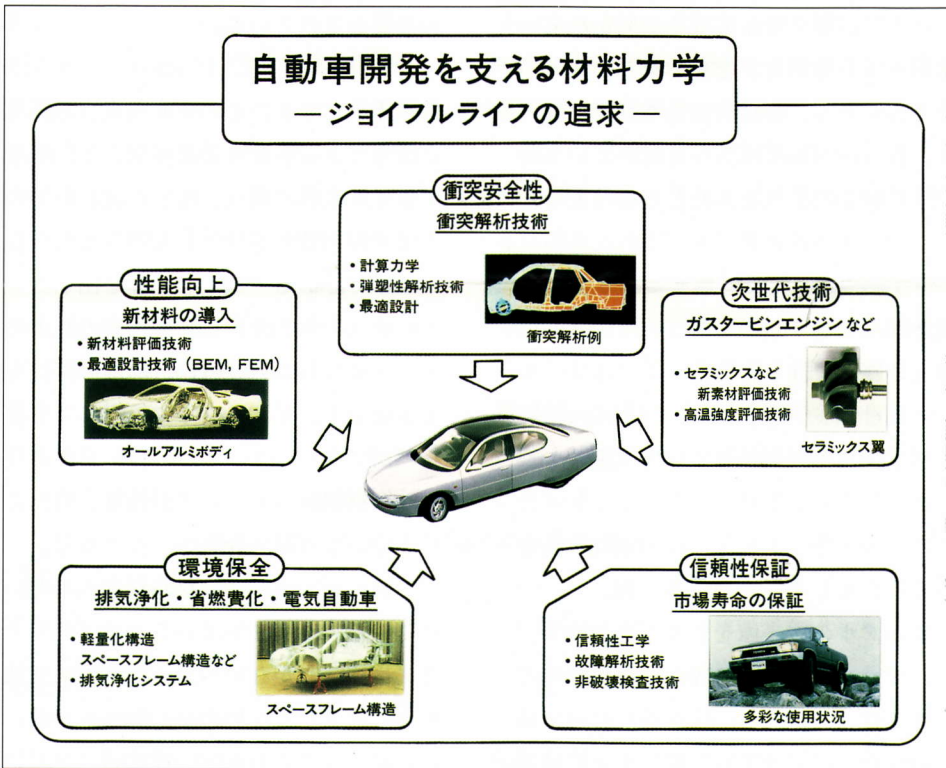 自動車開発を支える材料力学
－ ジョイフルライフの追求
衝突安全性
衝突解析技術
・計算力学
・弾塑性解析技術
・最適設計
衝突解析例
性能向上
新材料の導入
・新材料評価技術
・最適設計技術（BEM, FEM）
オールアルミボディ
次世代技術
ガスタービンエンジン など
・セラミックスなど
新素材評価技術
・高温強度評価技術
セラミックス翼
環境保全
排気浄化・省燃費化・電気自動車
・軽量化構造
スペースフレーム構造など
・排気浄化システム
スペースフレーム構造
信頼性保証
市場寿命の保証
・信頼性工学
・故障解析技術
・非破壊検査技術
多彩な使用状況